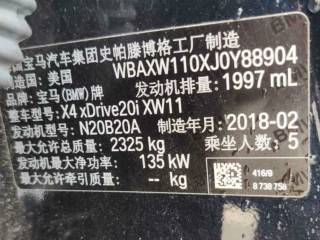 宝马汽车集团史帕滕博格工厂制造
制造国: 美国 WBAXW110XJ0Y88904
品牌: 宝马(BMW)牌 发动机排量: 1997 mL
整车型号: X4 xDrive20i XW11
发动机型号: N20B20A 制造年月: 2018-02
最大允许总质量: 2325 kg 乘坐人数: 5
发动机最大净功率: 135 kW
最大允许牵引质量: -- kg
416/9
8 738 758